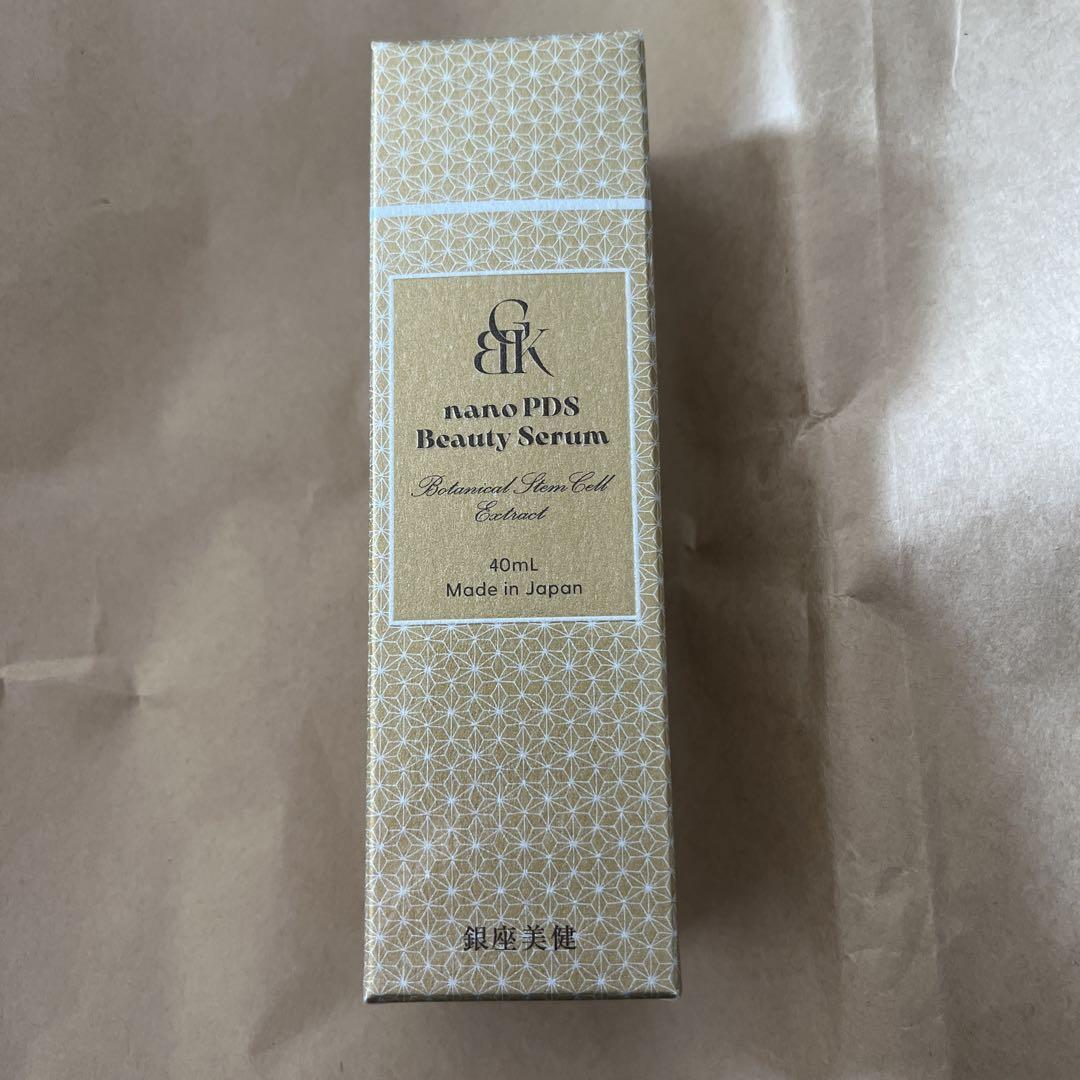 GBK
nano PDS
Beauty Serum
Botanical Stem Cell
Extract
40mL
Made in Japan
銀座美健